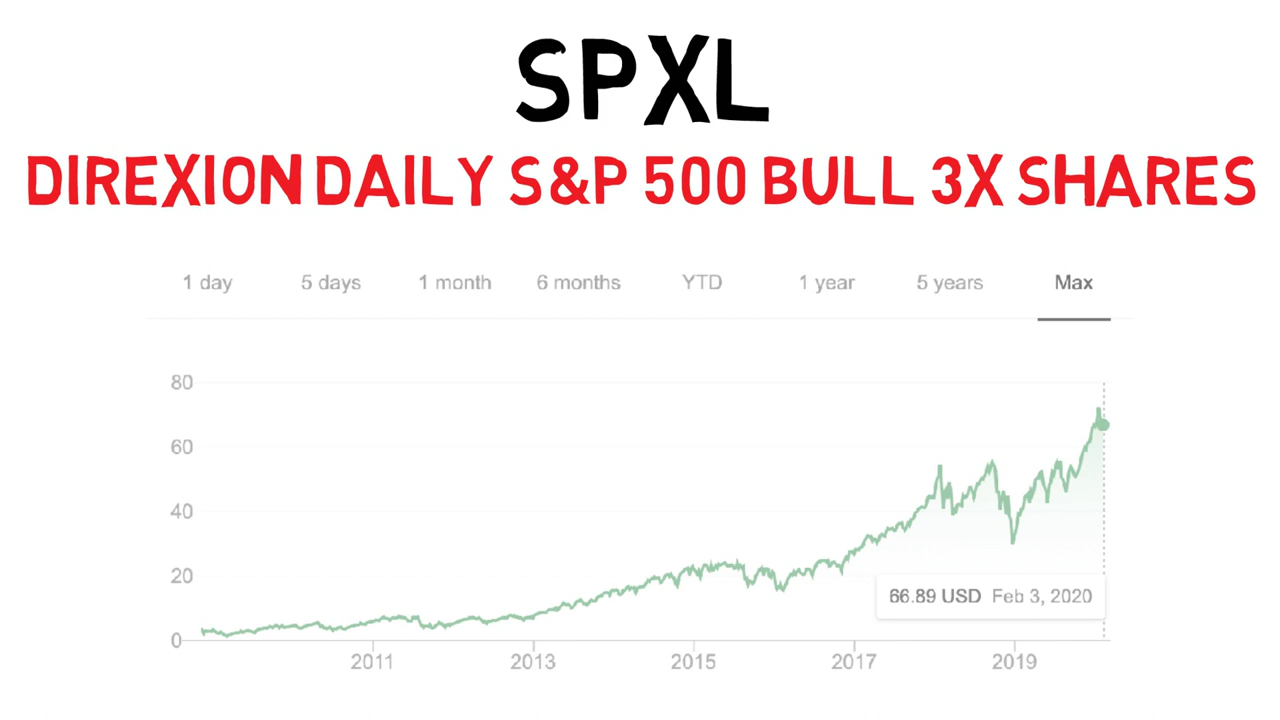 SPXL
DIREXION DAILY S&P 500 BULL 3X SHARES
1 day 5 days 1 month 6 months YTD 1 year 5 years Max
80
60
40
20
66.89 USD Feb 3, 2020
0
2011 2013 2015 2017 2019